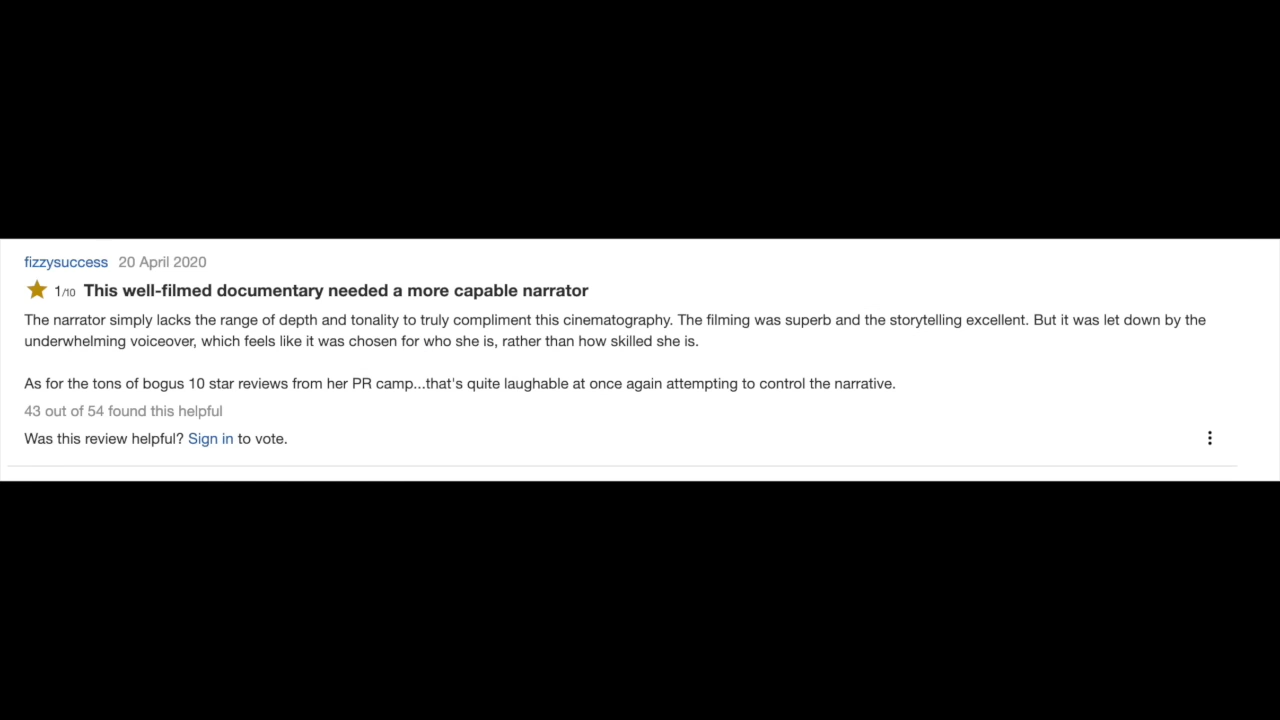 fizzysuccess 20 April 2020
1/10 This well-filmed documentary needed a more capable narrator
The narrator simply lacks the range of depth and tonality to truly compliment this cinematography. The filming was superb and the storytelling excellent. But it was let down by the
underwhelming voiceover, which feels like it was chosen for who she is, rather than how skilled she is.
As for the tons of bogus 10 star reviews from her PR camp...that's quite laughable at once again attempting to control the narrative.
43 out of 54 found this helpful
Was this review helpful? Sign in to vote.